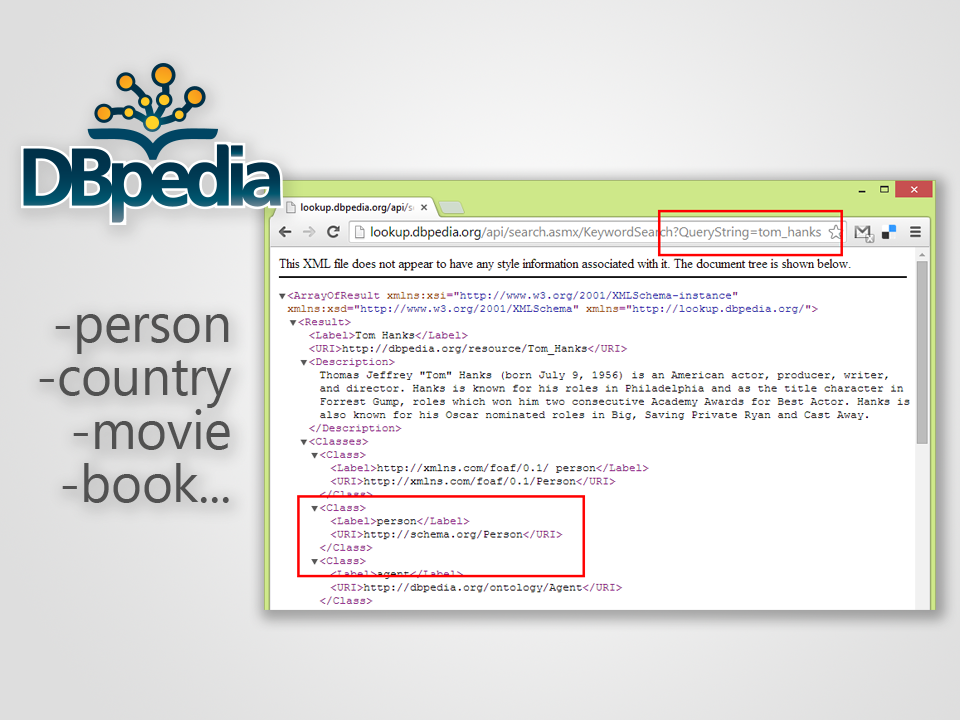 DBpedia
-person
-country
-movie
-book...
lookup.dbpedia.org/api/s
lookup.dbpedia.org/api/search.asmx/KeywordSearch?QueryString=tom_hanks
This XML file does not appear to have any style information associated with it. The document tree is shown below.
<ArrayOfResult xmlns:xsi="http://www.w3.org/2001/XMLSchema-instance"
xmlns:xsd="http://www.w3.org/2001/XMLSchema" xmlns="http://lookup.dbpedia.org/">
<Result>
<Label>Tom Hanks</Label>
<URI>http://dbpedia.org/resource/Tom_Hanks</URI>
<Description>
Thomas Jeffrey "Tom" Hanks (born July 9, 1956) is an American actor, producer, writer,
and director. Hanks is known for his roles in Philadelphia and as the title character in
Forrest Gump, roles which won him two consecutive Academy Awards for Best Actor. Hanks is
also known for his Oscar nominated roles in Big, Saving Private Ryan and Cast Away.
</Description>
<Classes>
<Class>
<Label>http://xmlns.com/foaf/0.1/ person</Label>
<URI>http://xmlns.com/foaf/0.1/Person</URI>
</Class>
<Class>
<Label>person</Label>
<URI>http://schema.org/Person</URI>
</Class>
<Class>
<Label>agent</Label>
<URI>http://dbpedia.org/ontology/Agent</URI>
</Class>